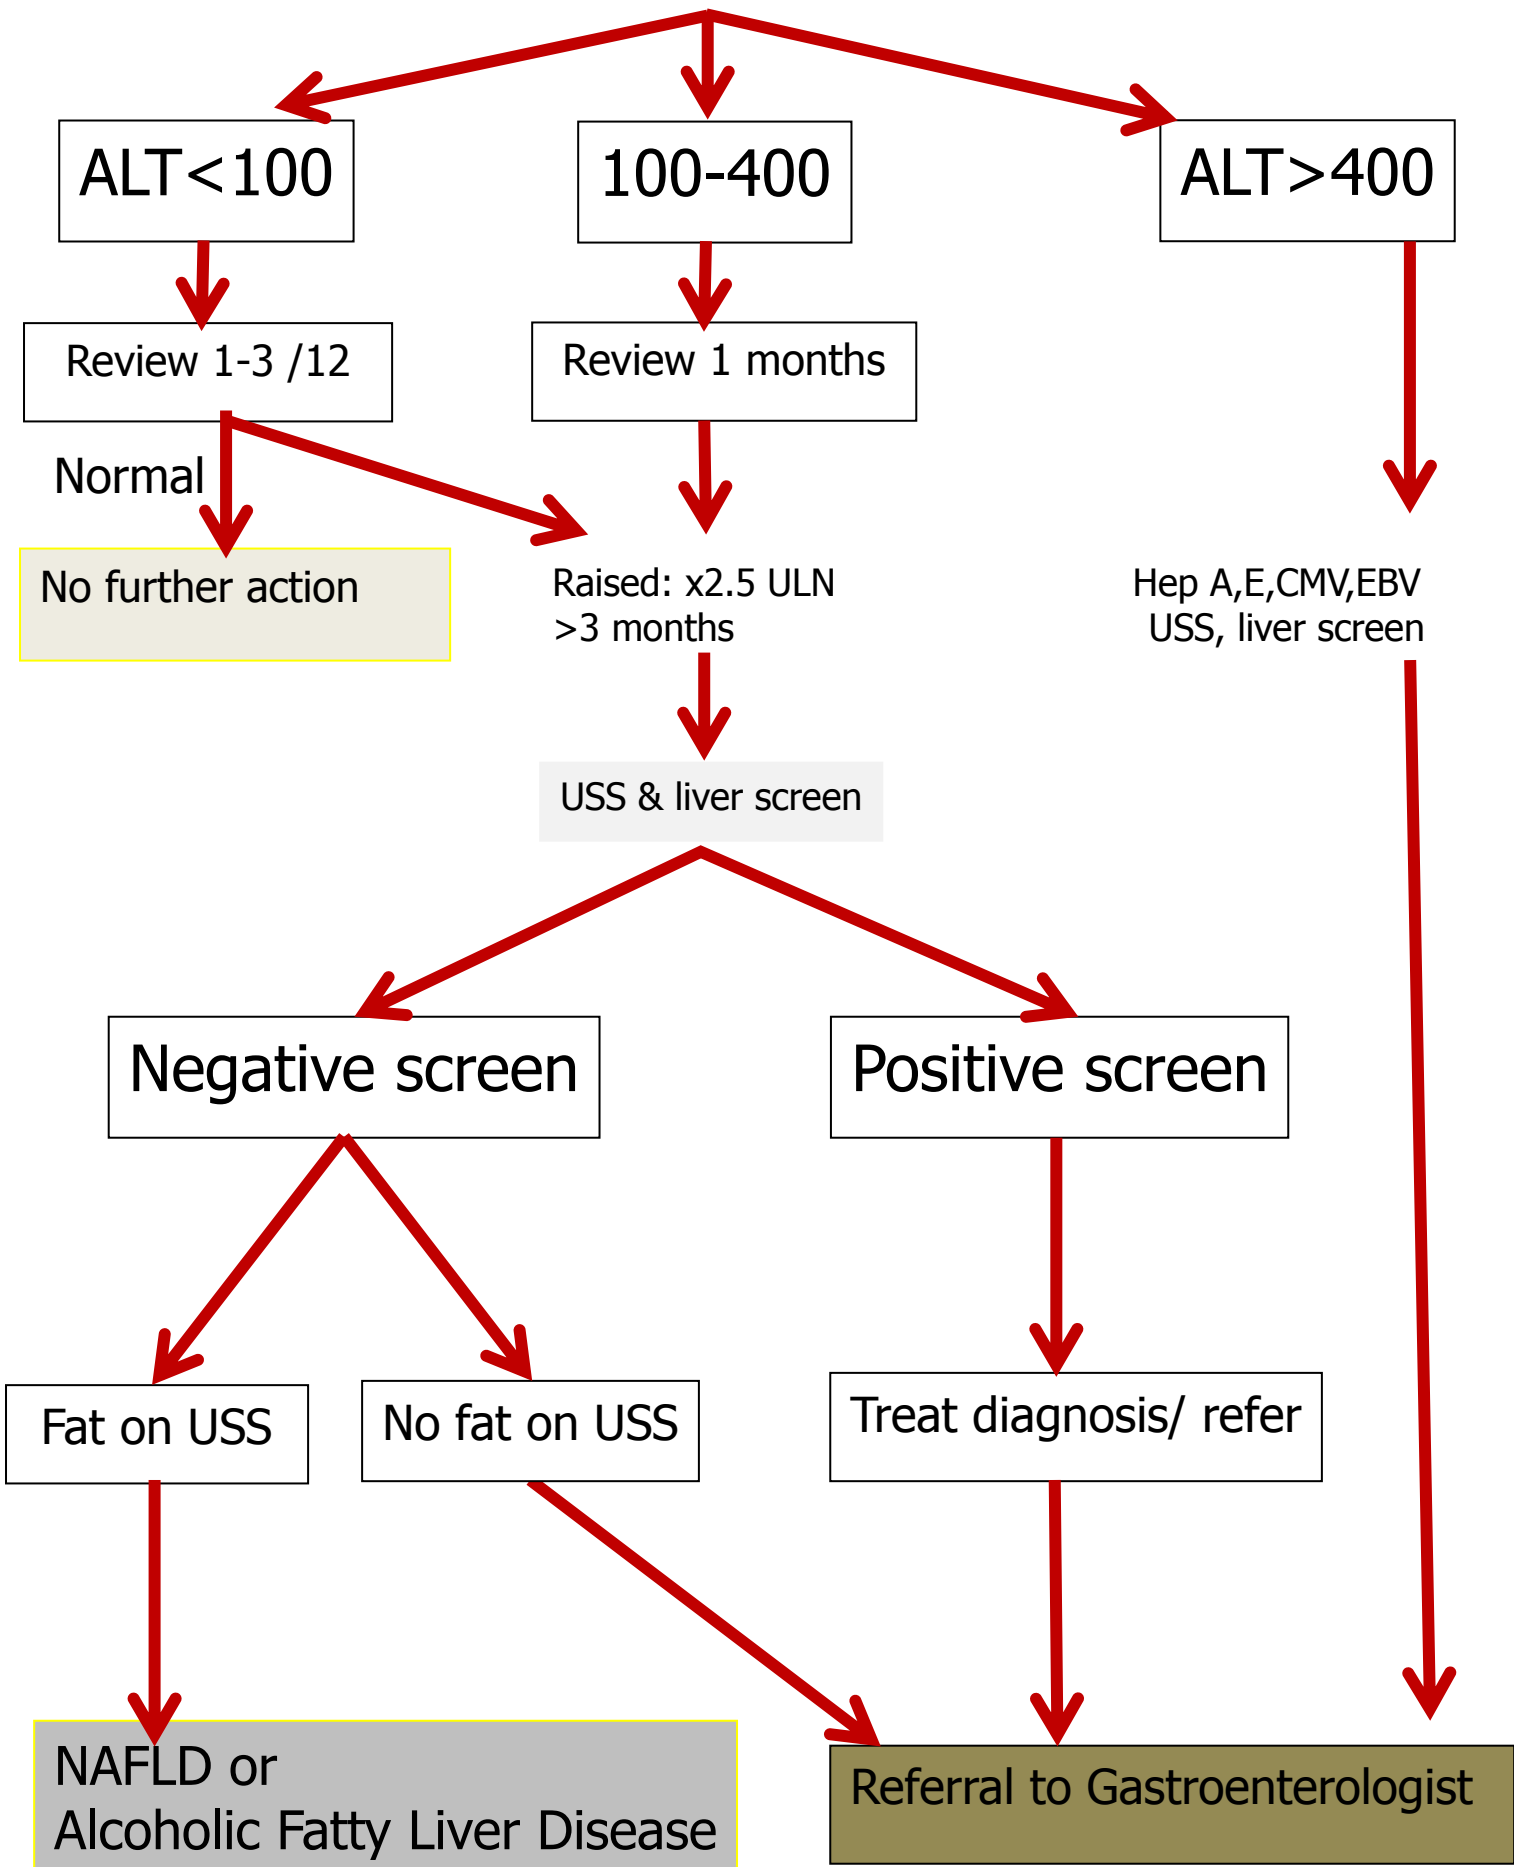 ALT<100
100-400
ALT>400
Review 1-3 /12
Review 1 months
Normal
No further action
Raised: x2.5 ULN
>3 months
Hep A,E,CMV,EBV
USS, liver screen
USS & liver screen
Negative screen
Positive screen
Fat on USS
No fat on USS
Treat diagnosis/ refer
NAFLD or
Alcoholic Fatty Liver Disease
Referral to Gastroenterologist